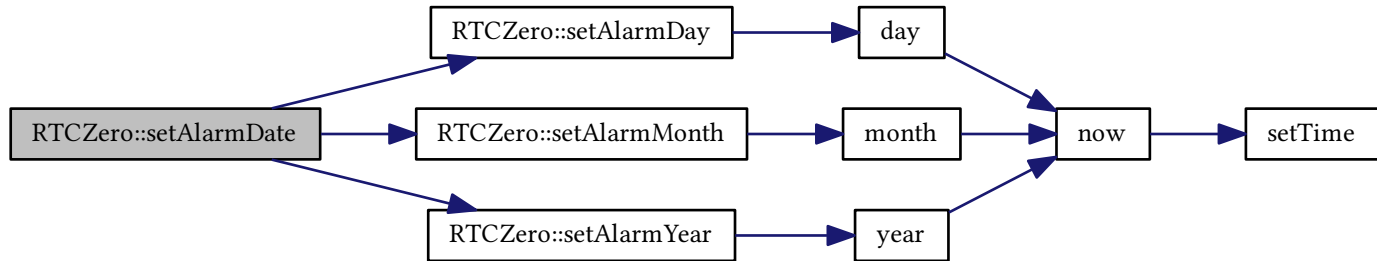 RTCZero::setAlarmDate
RTCZero::setAlarmDay
day
RTCZero::setAlarmMonth
month
now
setTime
RTCZero::setAlarmYear
year